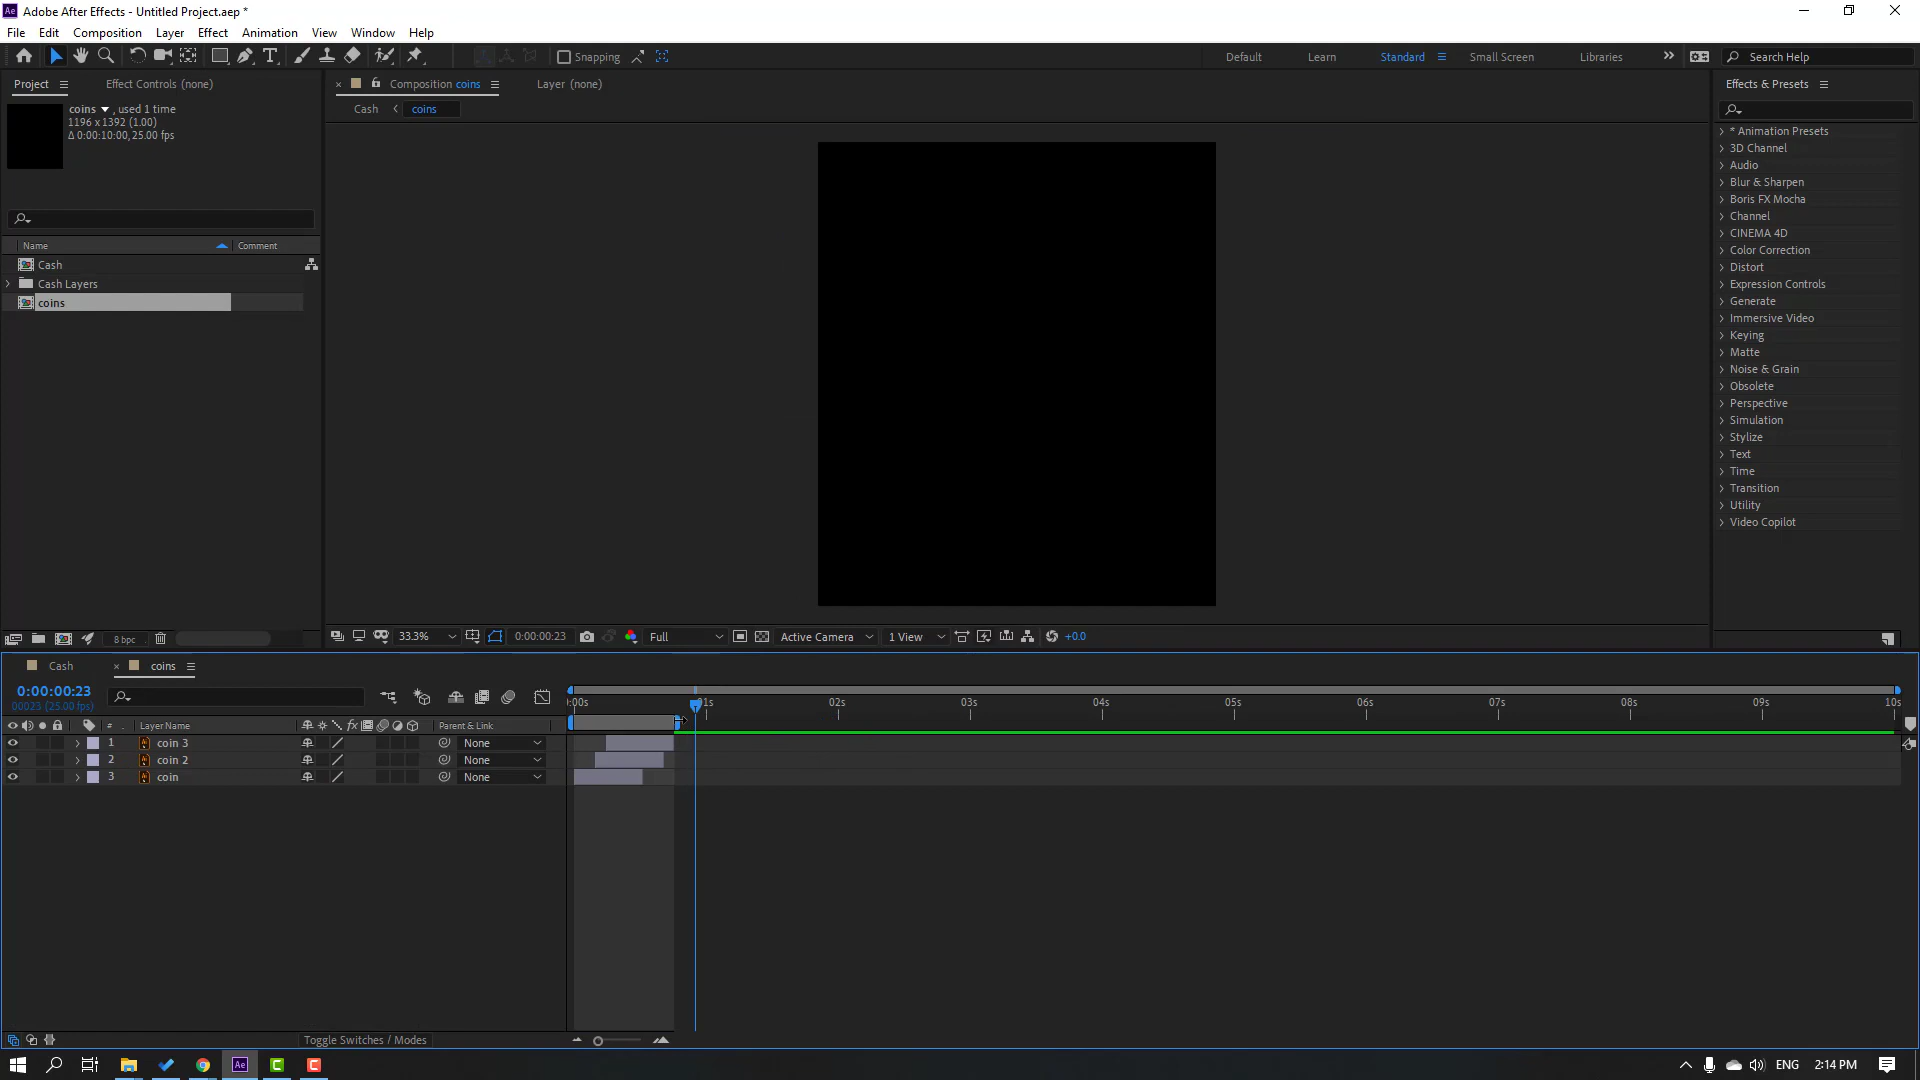 Adobe After Effects - Untitled Project.aep *
File Edit Composition Layer Effect Animation View Window Help
Snapping Default Learn Standard Small Screen Libraries Search Help
Project Effect Controls (none) Composition coins Layer (none) Effects & Presets
coins , used 1 time
1196 x 1392 (1.00)
Δ 0:00:10:00, 25.00 fps
Cash coins
Name Comment
Cash
Cash Layers
coins
* Animation Presets
3D Channel
Audio
Blur & Sharpen
Boris FX Mocha
Channel
CINEMA 4D
Color Correction
Distort
Expression Controls
Generate
Immersive Video
Keying
Matte
Noise & Grain
Obsolete
Perspective
Simulation
Stylize
Text
Time
Transition
Utility
Video Copilot
8 bpc 33.3% 0:00:00:23 Full Active Camera 1 View +0.0
Cash coins
0:00:00:23
00023 (25.00 fps)
:00s 01s 02s 03s 04s 05s 06s 07s 08s 09s 10s
# Layer Name fx Parent & Link
1 coin 3 None
2 coin 2 None
3 coin None
Toggle Switches / Modes
ENG 2:14 PM